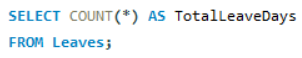 SELECT COUNT(*) AS TotalLeaveDays
FROM Leaves;